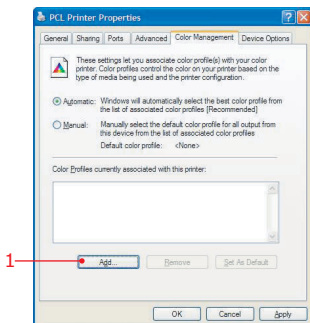 PCL Printer Properties
General Sharing Ports Advanced Color Management Device Options
These settings let you associate color profile(s) with your color
printer. Color profiles control the color on your printer based on the
type of media being used and the printer configuration.
Automatic: Windows will automatically select the best color profile from
the list of associated color profiles [Recommended]
Manual: Manually select the default color profile for all output from
this device from the list of associated color profiles
Default color profile: <None>
Color Profiles currently associated with this printer:
1
Add... Remove Set As Default
OK Cancel Apply